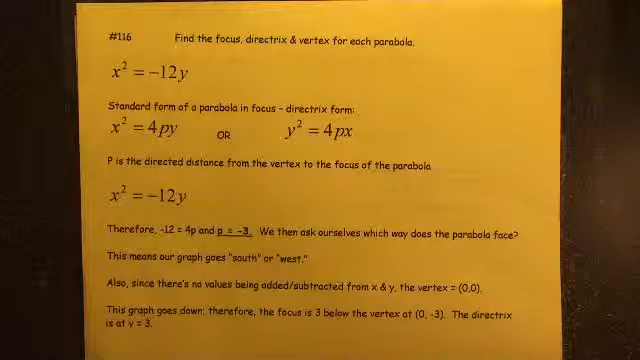 #116 Find the focus, directrix & vertex for each parabola.
x² = −12y
Standard form of a parabola in focus – directrix form:
x² = 4py OR y² = 4px
P is the directed distance from the vertex to the focus of the parabola
x² = −12y
Therefore, -12 = 4p and p = -3. We then ask ourselves which way does the parabola face?
This means our graph goes "south" or "west."
Also, since there's no values being added/subtracted from x & y, the vertex = (0,0).
This graph goes down; therefore, the focus is 3 below the vertex at (0, -3). The directrix
is at y = 3.